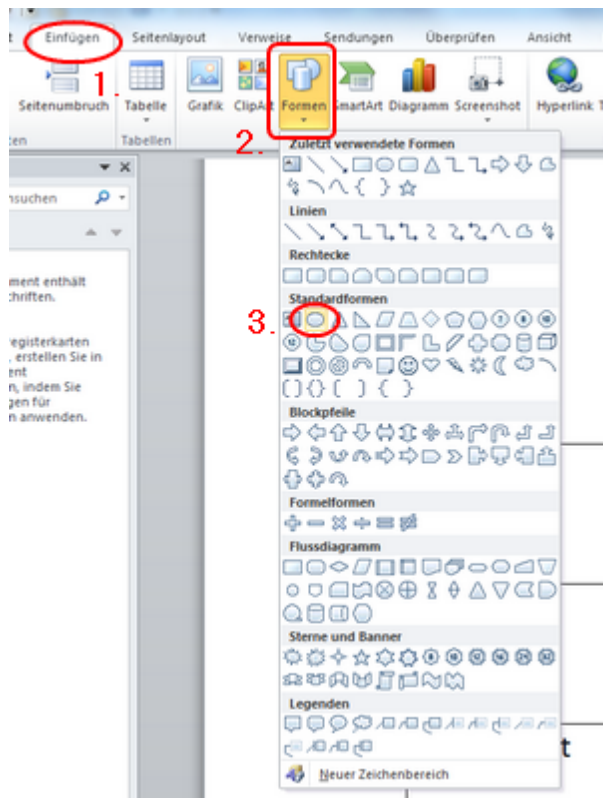 Einfügen Seitenlayout Verweise Sendungen Überprüfen Ansicht
1.
Seitenumbruch Tabelle Grafik ClipArt Formen SmartArt Diagramm Screenshot Hyperlink T
Tabellen
2.
Zuletzt verwendete Formen
Linien
Rechtecke
Standardformen
3.
Blockpfeile
Formelformen
Flussdiagramm
Sterne und Banner
Legenden
Neuer Zeichenbereich
nsuchen
ment enthält
chriften.
egisterkarten
, erstellen Sie in
ent
n, indem Sie
gen für
n anwenden.
t